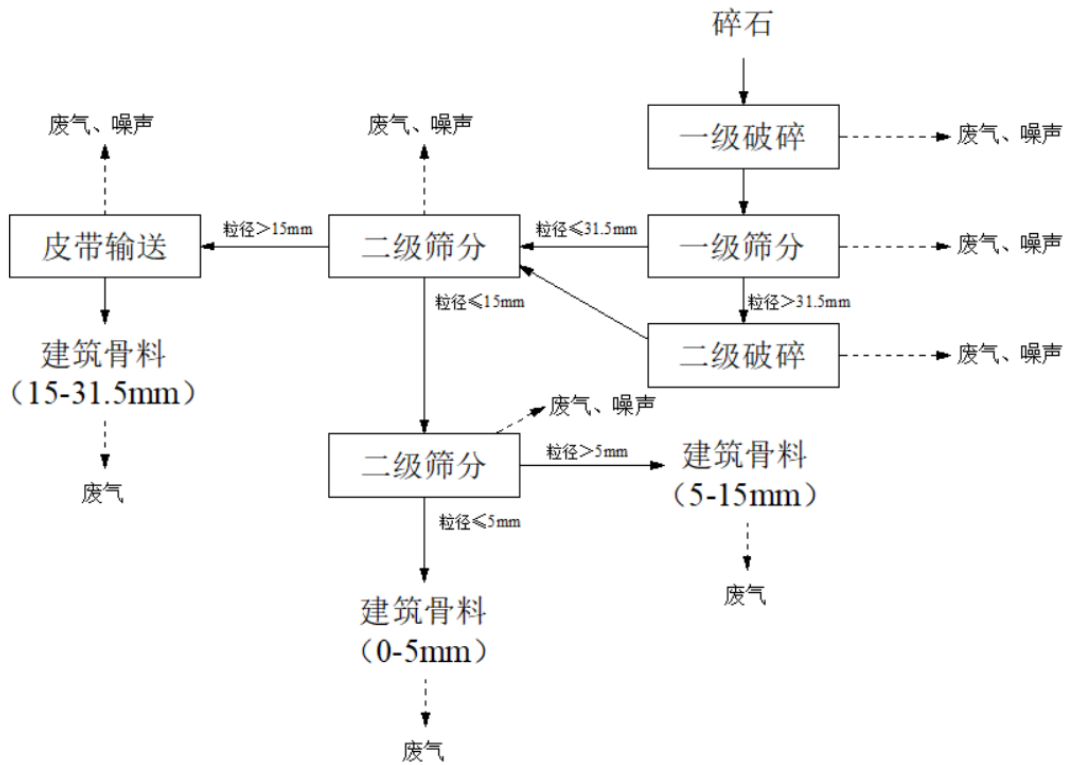 碎石
废气、噪声
废气、噪声
一级破碎
废气、噪声
皮带输送
粒径＞15mm
二级筛分
粒径≤31.5mm
一级筛分
废气、噪声
粒径≤15mm
粒径＞31.5mm
建筑骨料
（15-31.5mm）
二级破碎
废气、噪声
废气、噪声
二级筛分
粒径＞5mm
建筑骨料
（5-15mm）
废气
粒径≤5mm
废气
建筑骨料
（0-5mm）
废气